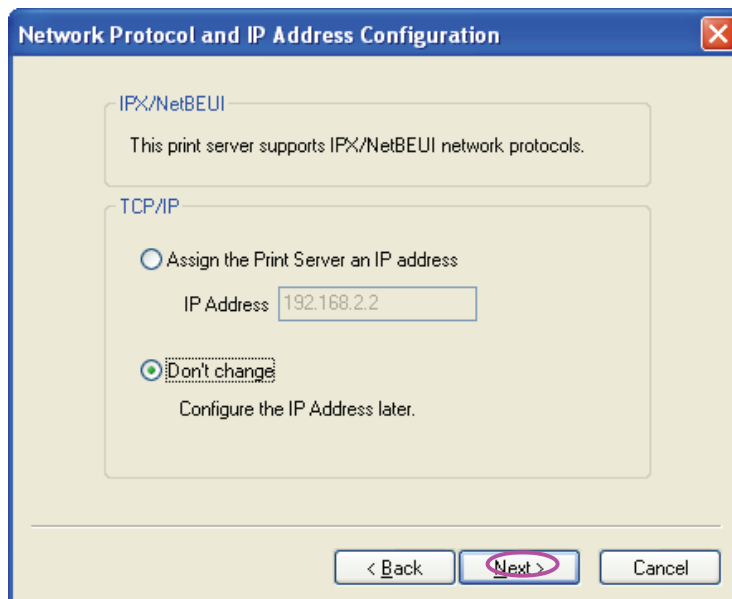 Network Protocol and IP Address Configuration
IPX/NetBEUI
This print server supports IPX/NetBEUI network protocols.
TCP/IP
Assign the Print Server an IP address
IP Address 192.168.2.2
Don't change
Configure the IP Address later.
< Back Next > Cancel